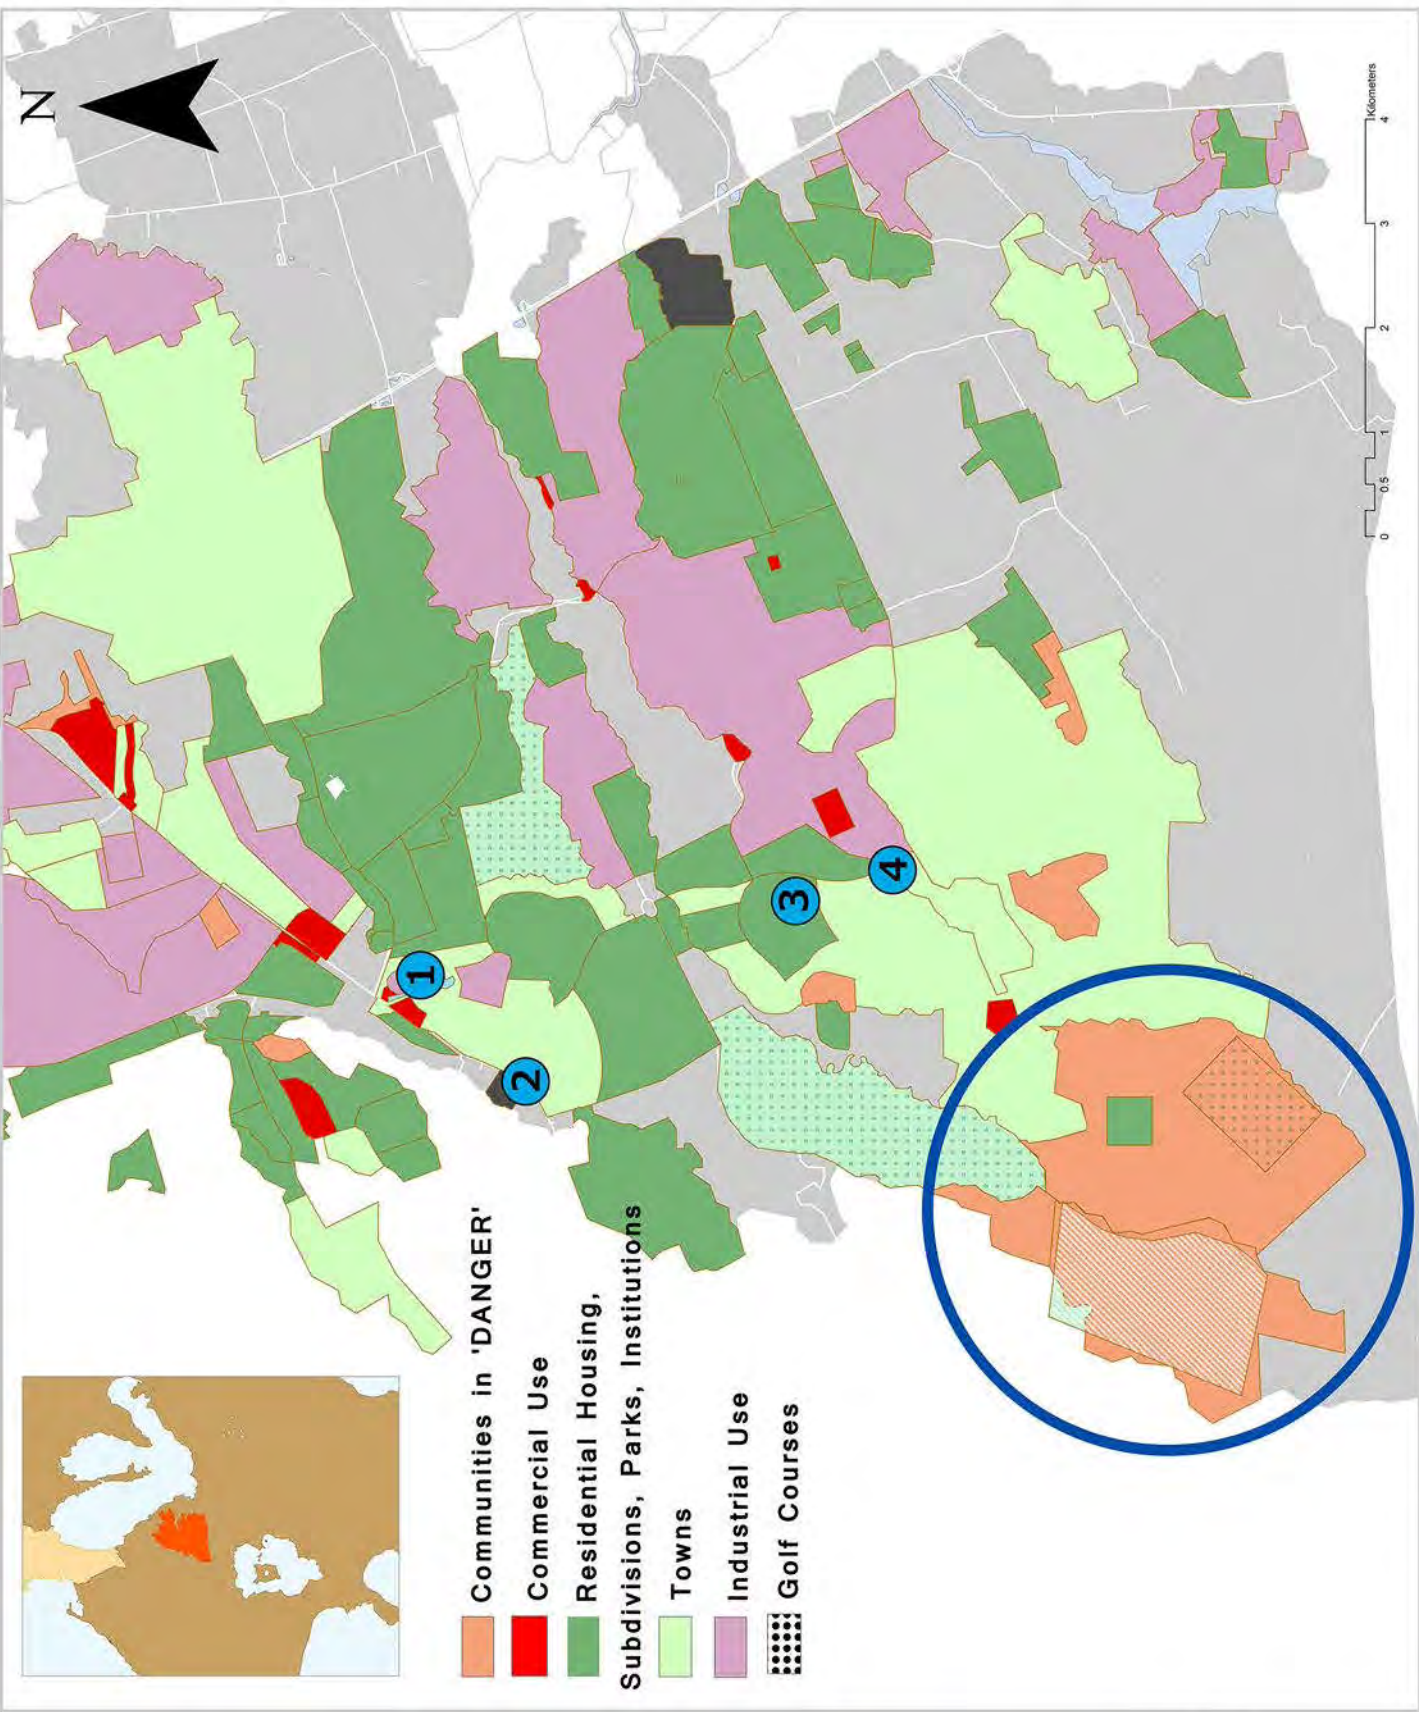 N
Communities in 'DANGER'
Commercial Use
Residential Housing,
Subdivisions, Parks, Institutions
Towns
Industrial Use
Golf Courses
1
2
3
4
0 0.5 1 2 3 4
Kilometers